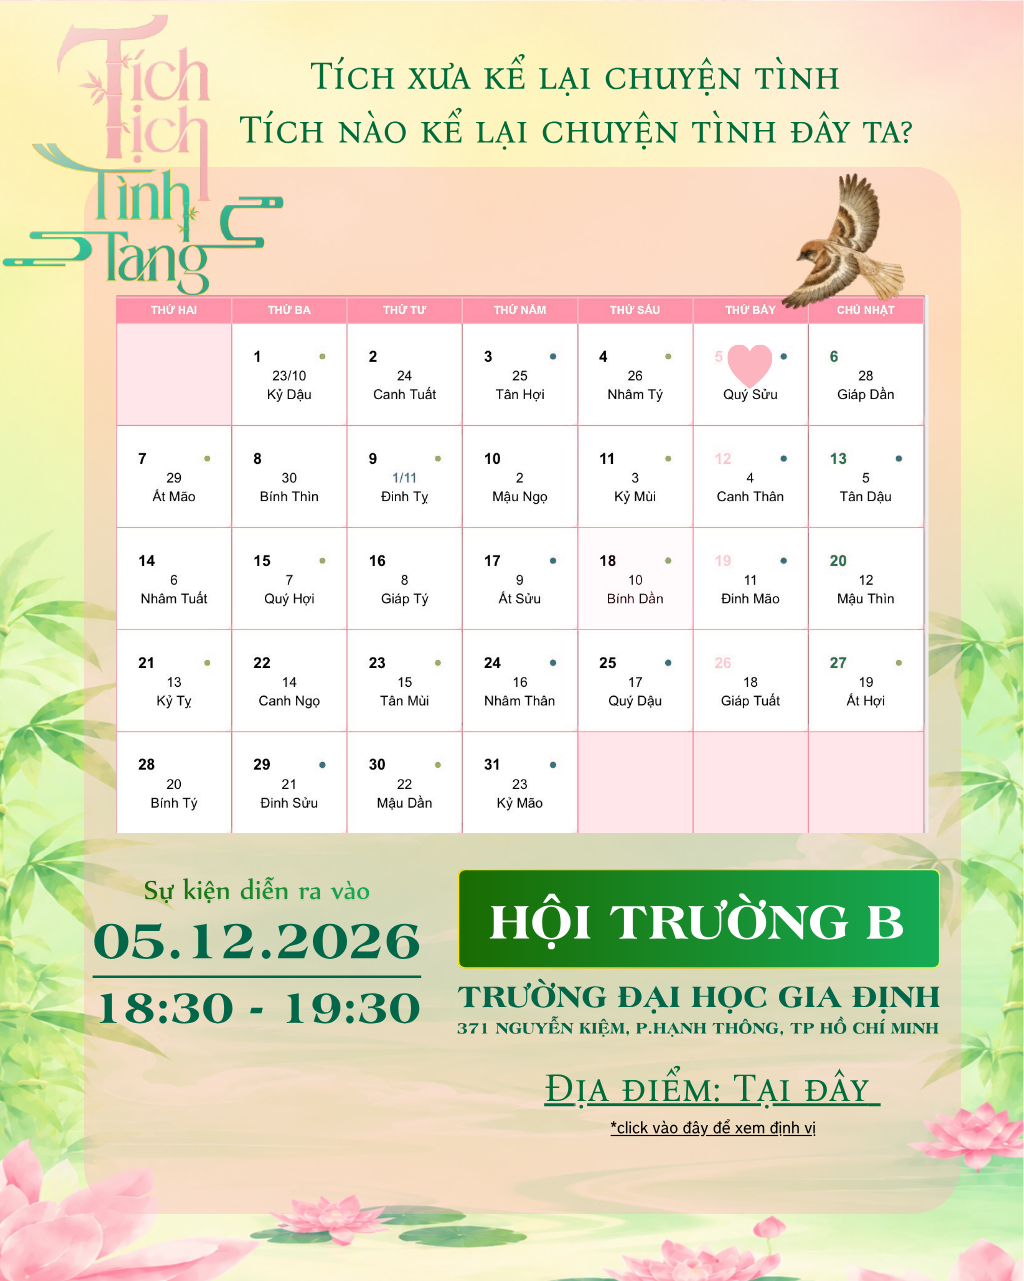 Tích
Tịch
Tình
Tang
Tích xưa kể lại chuyện tình
Tích nào kể lại chuyện tình đây ta?
THỨ HAI THỨ BA THỨ TƯ THỨ NĂM THỨ SÁU THỨ BẢY CHỦ NHẬT
1 2 3 4 5 6
23/10 24 25 26 28
Kỷ Dậu Canh Tuất Tân Hợi Nhâm Tý Quý Sửu Giáp Dần
7 8 9 10 11 12 13
29 30 1/11 2 3 4 5
Ất Mão Bính Thìn Đinh Tỵ Mậu Ngọ Kỷ Mùi Canh Thân Tân Dậu
14 15 16 17 18 19 20
6 7 8 9 10 11 12
Nhâm Tuất Quý Hợi Giáp Tý Ất Sửu Bính Dần Đinh Mão Mậu Thìn
21 22 23 24 25 26 27
13 14 15 16 17 18 19
Kỷ Tỵ Canh Ngọ Tân Mùi Nhâm Thân Quý Dậu Giáp Tuất Ất Hợi
28 29 30 31
20 21 22 23
Bính Tý Đinh Sửu Mậu Dần Kỷ Mão
Sự kiện diễn ra vào
05.12.2026
18:30 - 19:30
HỘI TRƯỜNG B
TRƯỜNG ĐẠI HỌC GIA ĐỊNH
371 NGUYỄN KIỆM, P.HẠNH THÔNG, TP HỒ CHÍ MINH
Địa điểm: Tại đây
*click vào đây để xem định vị